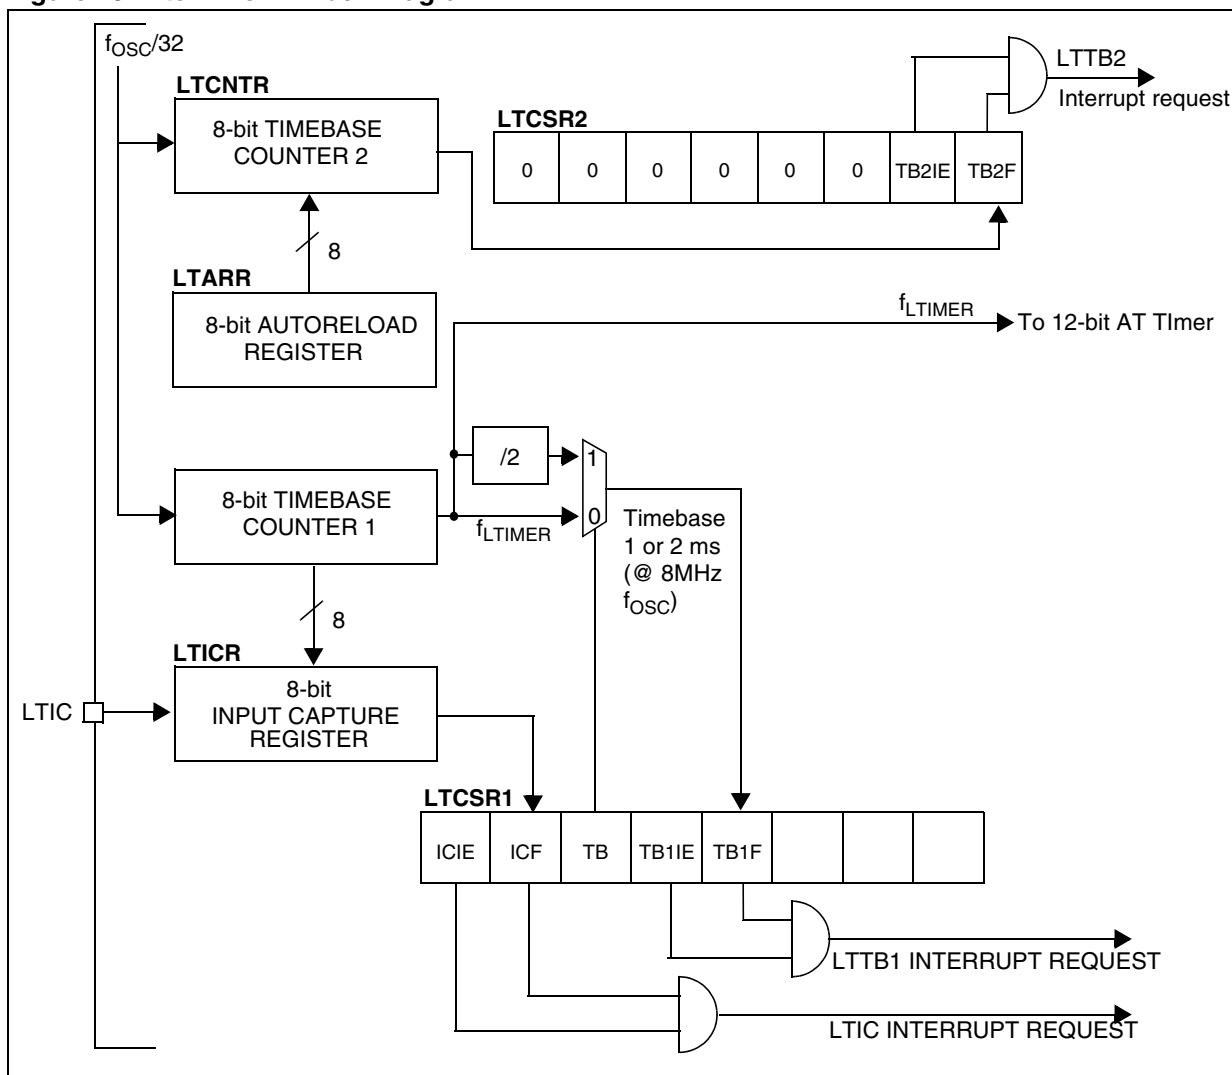 fOSC/32
LTTB2
Interrupt request
LTCNTR
8-bit TIMEBASE
COUNTER 2
LTCSR2
0 0 0 0 0 0 TB2IE TB2F
8
LTARR
8-bit AUTORELOAD
REGISTER
fLTIMER
To 12-bit AT TImer
/2
1
8-bit TIMEBASE
COUNTER 1
fLTIMER
0
Timebase
1 or 2 ms
(@ 8MHz
fOSC)
8
LTICR
8-bit
INPUT CAPTURE
REGISTER
LTIC
LTCSR1
ICIE ICF TB TB1IE TB1F
LTTB1 INTERRUPT REQUEST
LTIC INTERRUPT REQUEST